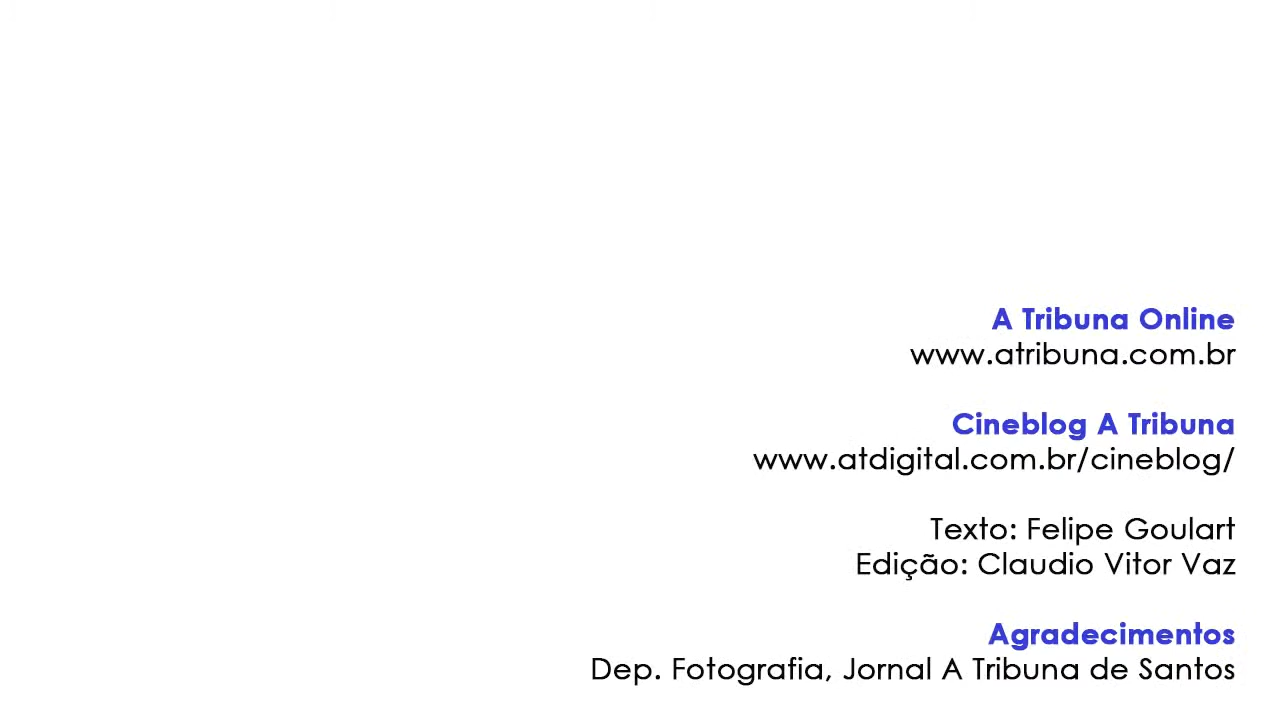 A Tribuna Online
www.atribuna.com.br
Cineblog A Tribuna
www.atdigital.com.br/cineblog/
Texto: Felipe Goulart
Edição: Claudio Vitor Vaz
Agradecimentos
Dep. Fotografia, Jornal A Tribuna de Santos